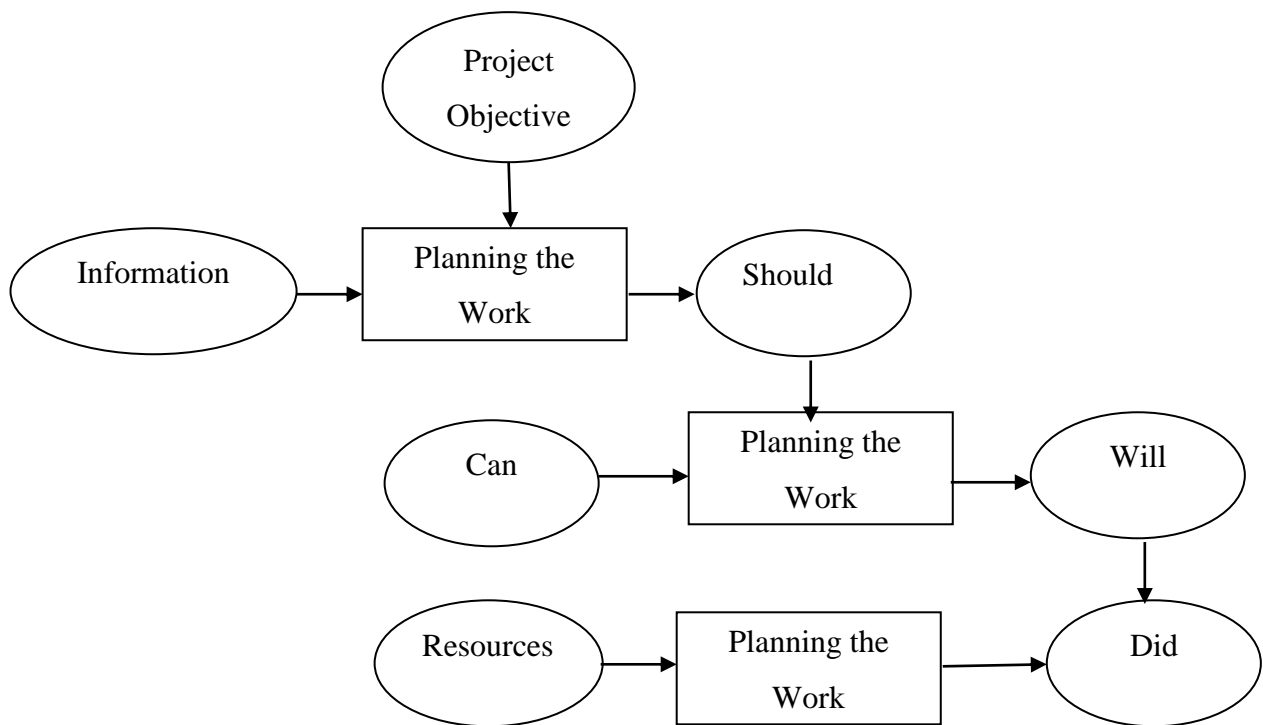 Project
Objective
Information
Planning the
Work
Should
Can
Planning the
Work
Will
Resources
Planning the
Work
Did